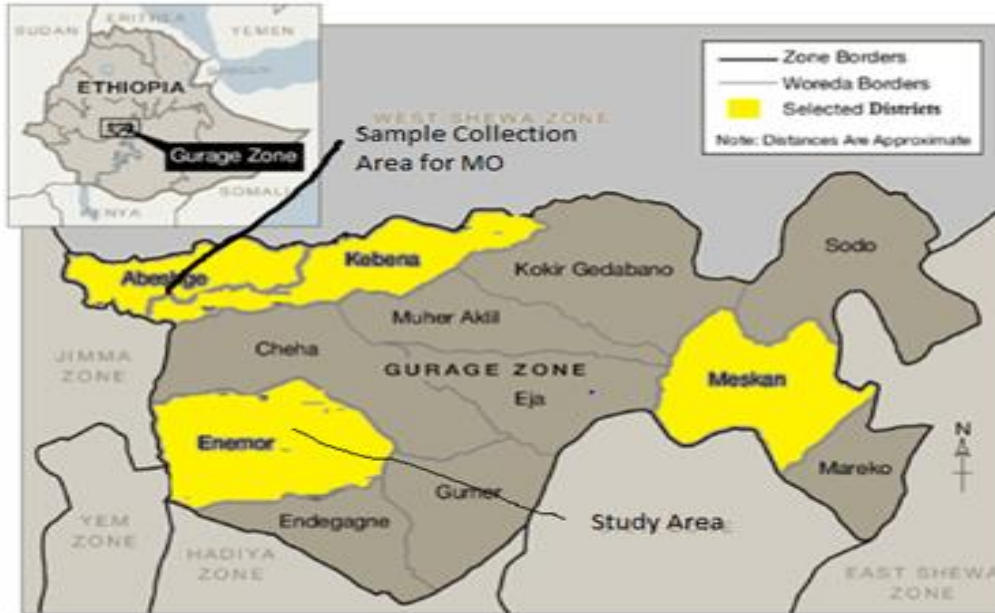 SUDAN
ERITREA
YEMEN
DJIBOUTI
ETHIOPIA
Gurage Zone
SOMALI
KENYA
Zone Borders
Woreda Borders
Selected Districts
Note: Distances Are Approximate
WEST SHEWA ZONE
Sample Collection
Area for MO
Abeshge
Kebena
Kokir Gedabano
Sodo
Muher Aklil
Cheha
JIMMA
ZONE
GURAGE ZONE
Eja
Meskan
Enemor
N
Mareko
Gumer
Endegagne
Study Area
YEM
ZONE
HADIYA
ZONE
EAST SHEWA
ZONE